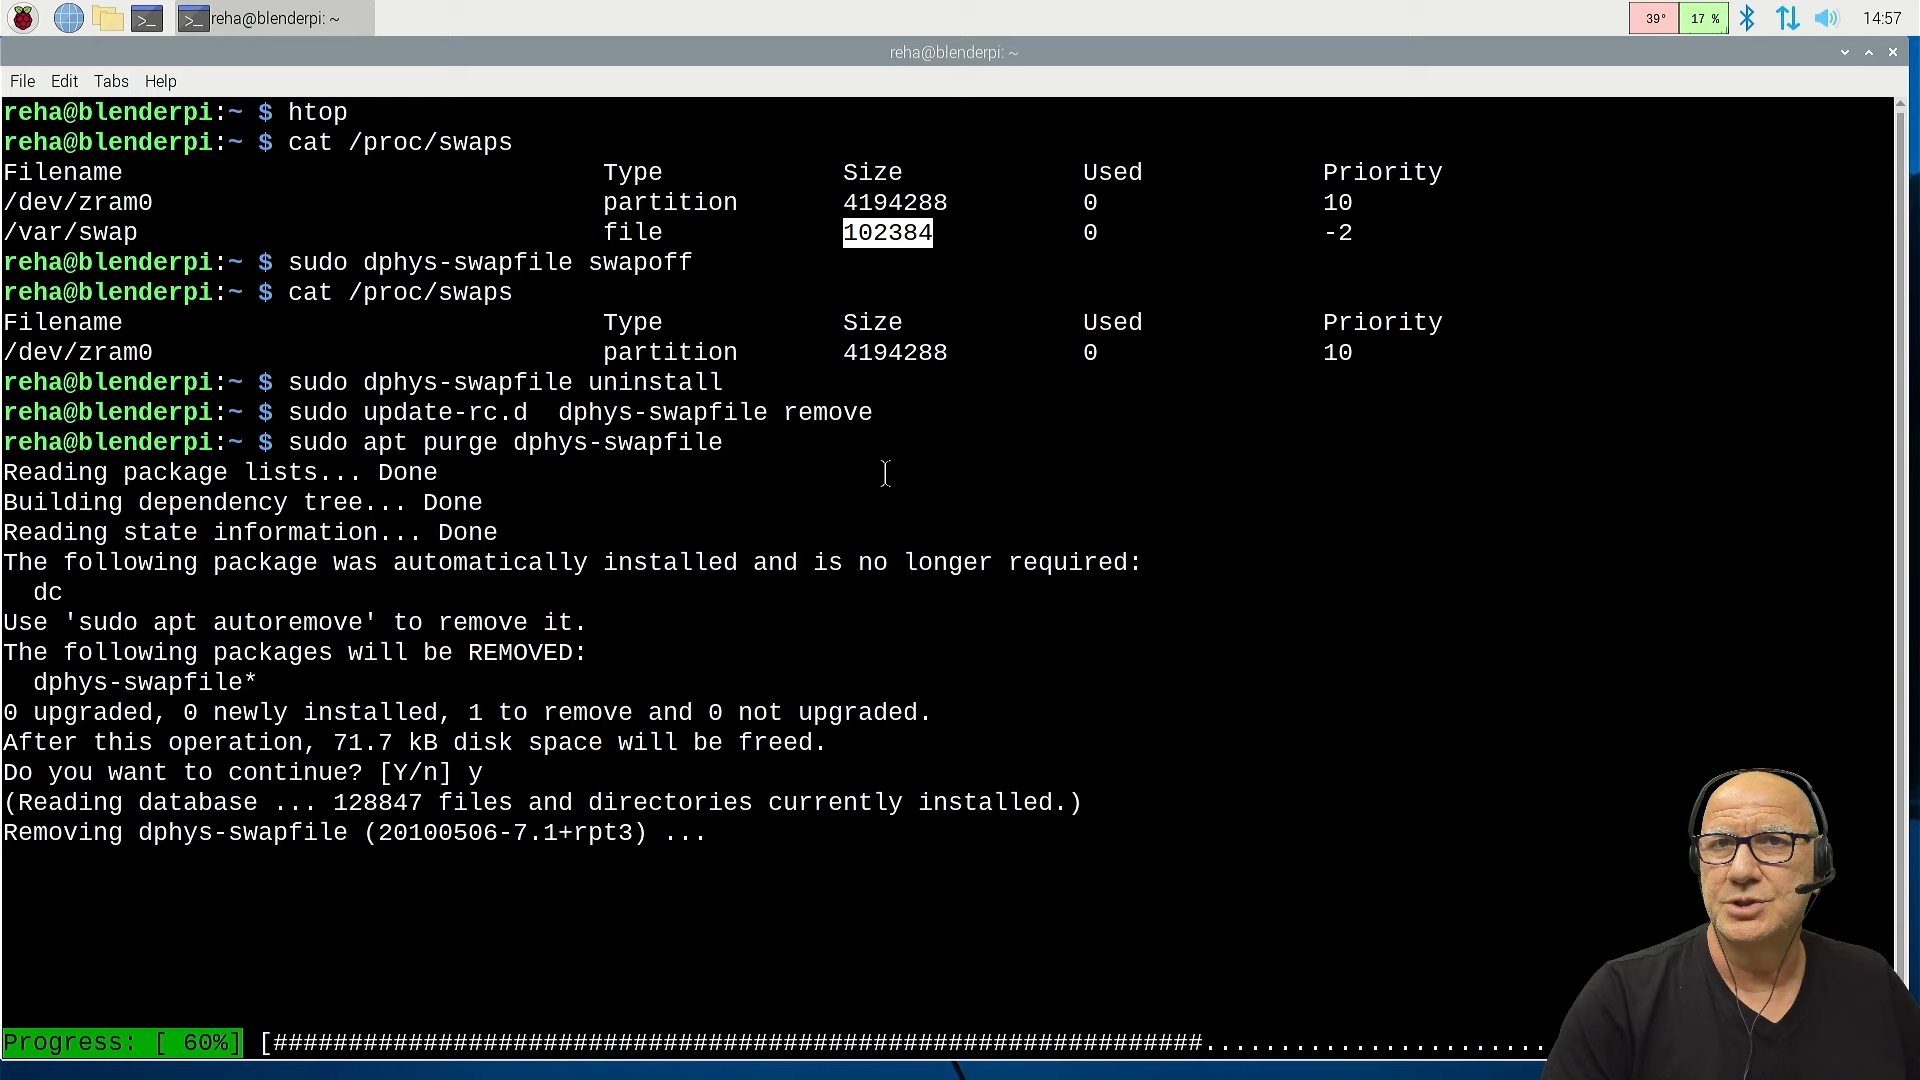 reha@blenderpi: ~
39° 17 % 14:57
reha@blenderpi: ~
File Edit Tabs Help
reha@blenderpi:~ $ htop
reha@blenderpi:~ $ cat /proc/swaps
Filename Type Size Used Priority
/dev/zram0 partition 4194288 0 10
/var/swap file 102384 0 -2
reha@blenderpi:~ $ sudo dphys-swapfile swapoff
reha@blenderpi:~ $ cat /proc/swaps
Filename Type Size Used Priority
/dev/zram0 partition 4194288 0 10
reha@blenderpi:~ $ sudo dphys-swapfile uninstall
reha@blenderpi:~ $ sudo update-rc.d  dphys-swapfile remove
reha@blenderpi:~ $ sudo apt purge dphys-swapfile
Reading package lists... Done
Building dependency tree... Done
Reading state information... Done
The following package was automatically installed and is no longer required:
  dc
Use 'sudo apt autoremove' to remove it.
The following packages will be REMOVED:
  dphys-swapfile*
0 upgraded, 0 newly installed, 1 to remove and 0 not upgraded.
After this operation, 71.7 kB disk space will be freed.
Do you want to continue? [Y/n] y
(Reading database ... 128847 files and directories currently installed.)
Removing dphys-swapfile (20100506-7.1+rpt3) ...
Progress: [ 60%] [##############################################################.......................